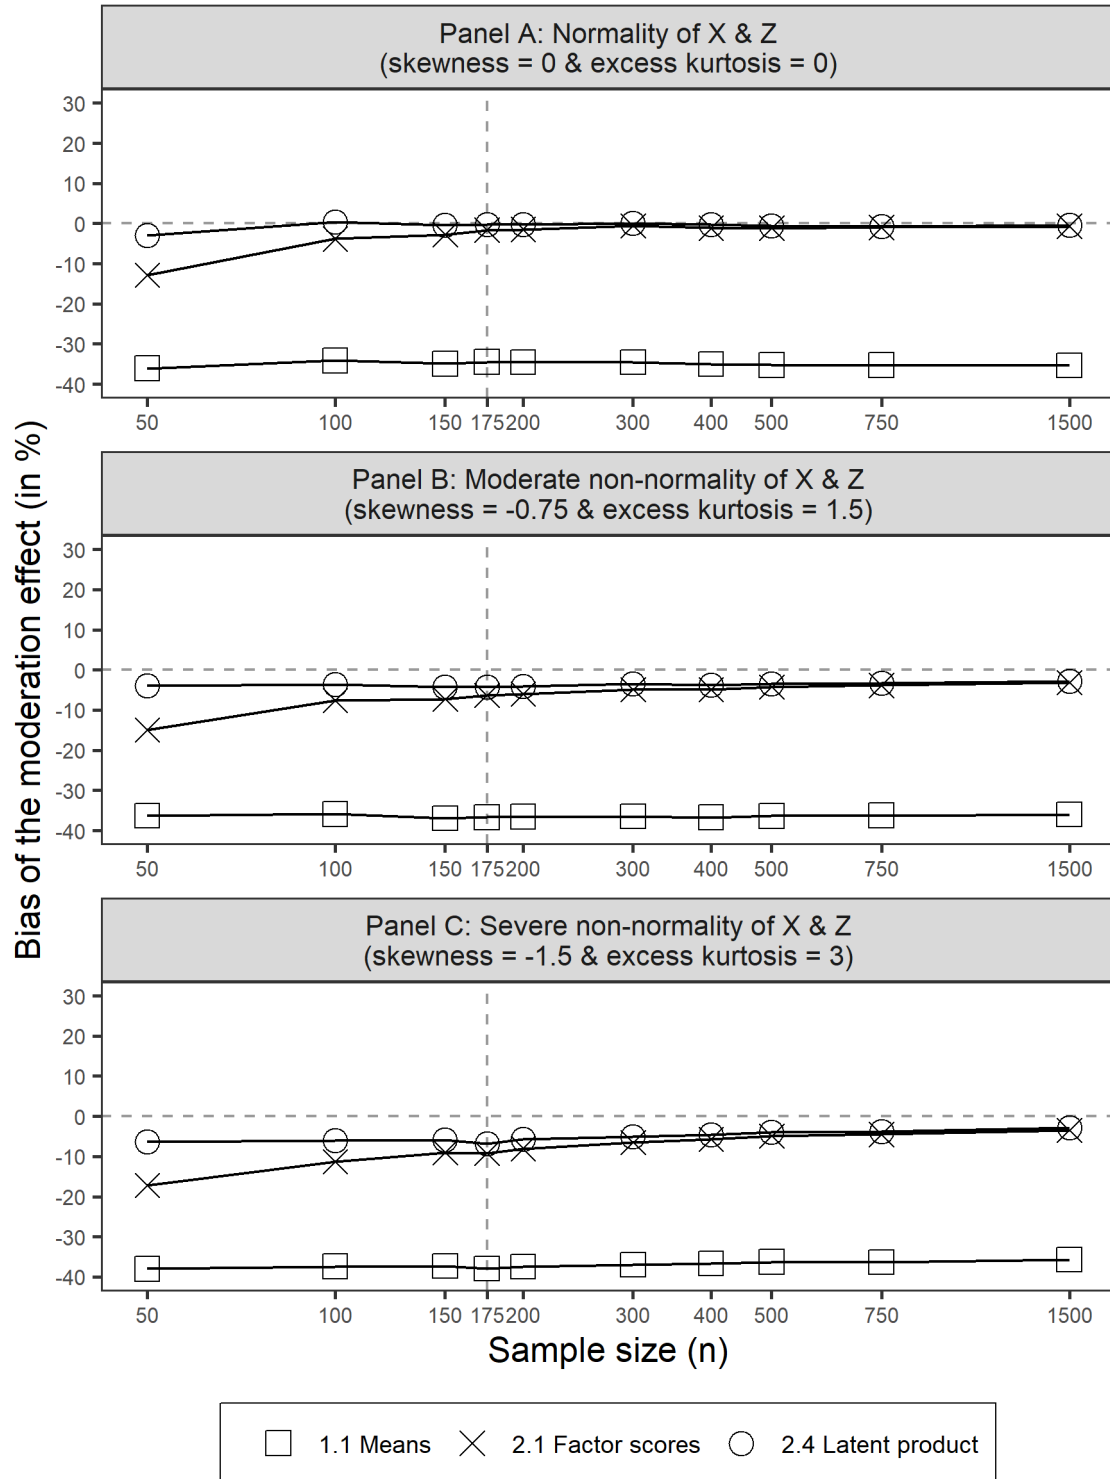 Panel A: Normality of X & Z
(skewness = 0 & excess kurtosis = 0)
30
20
10
0
-10
-20
-30
-40
50 100 150 175 200 300 400 500 750 1500
Panel B: Moderate non-normality of X & Z
(skewness = -0.75 & excess kurtosis = 1.5)
30
20
10
0
-10
-20
-30
-40
50 100 150 175 200 300 400 500 750 1500
Panel C: Severe non-normality of X & Z
(skewness = -1.5 & excess kurtosis = 3)
30
20
10
0
-10
-20
-30
-40
50 100 150 175 200 300 400 500 750 1500
Bias of the moderation effect (in %)
Sample size (n)
1.1 Means 2.1 Factor scores 2.4 Latent product